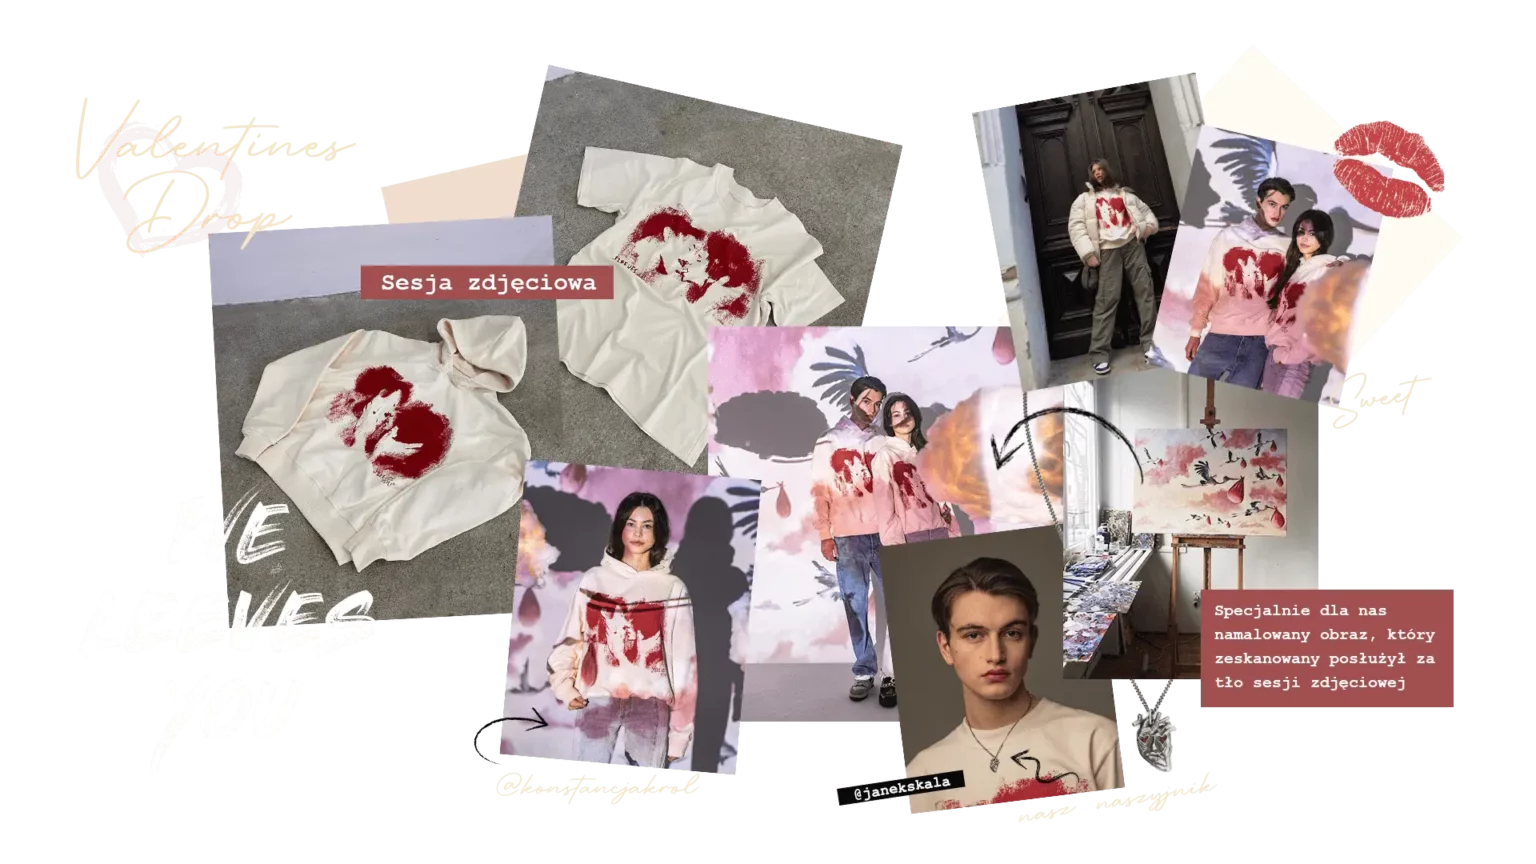 Valentines
Drop
Sesja zdjęciowa
Sweet
Specjalnie dla nas
namalowany obraz, który
zeskanowany posłużył za
tło sesji zdjęciowej
@konstancjakrol
@janekskala
nasz naszyjnik